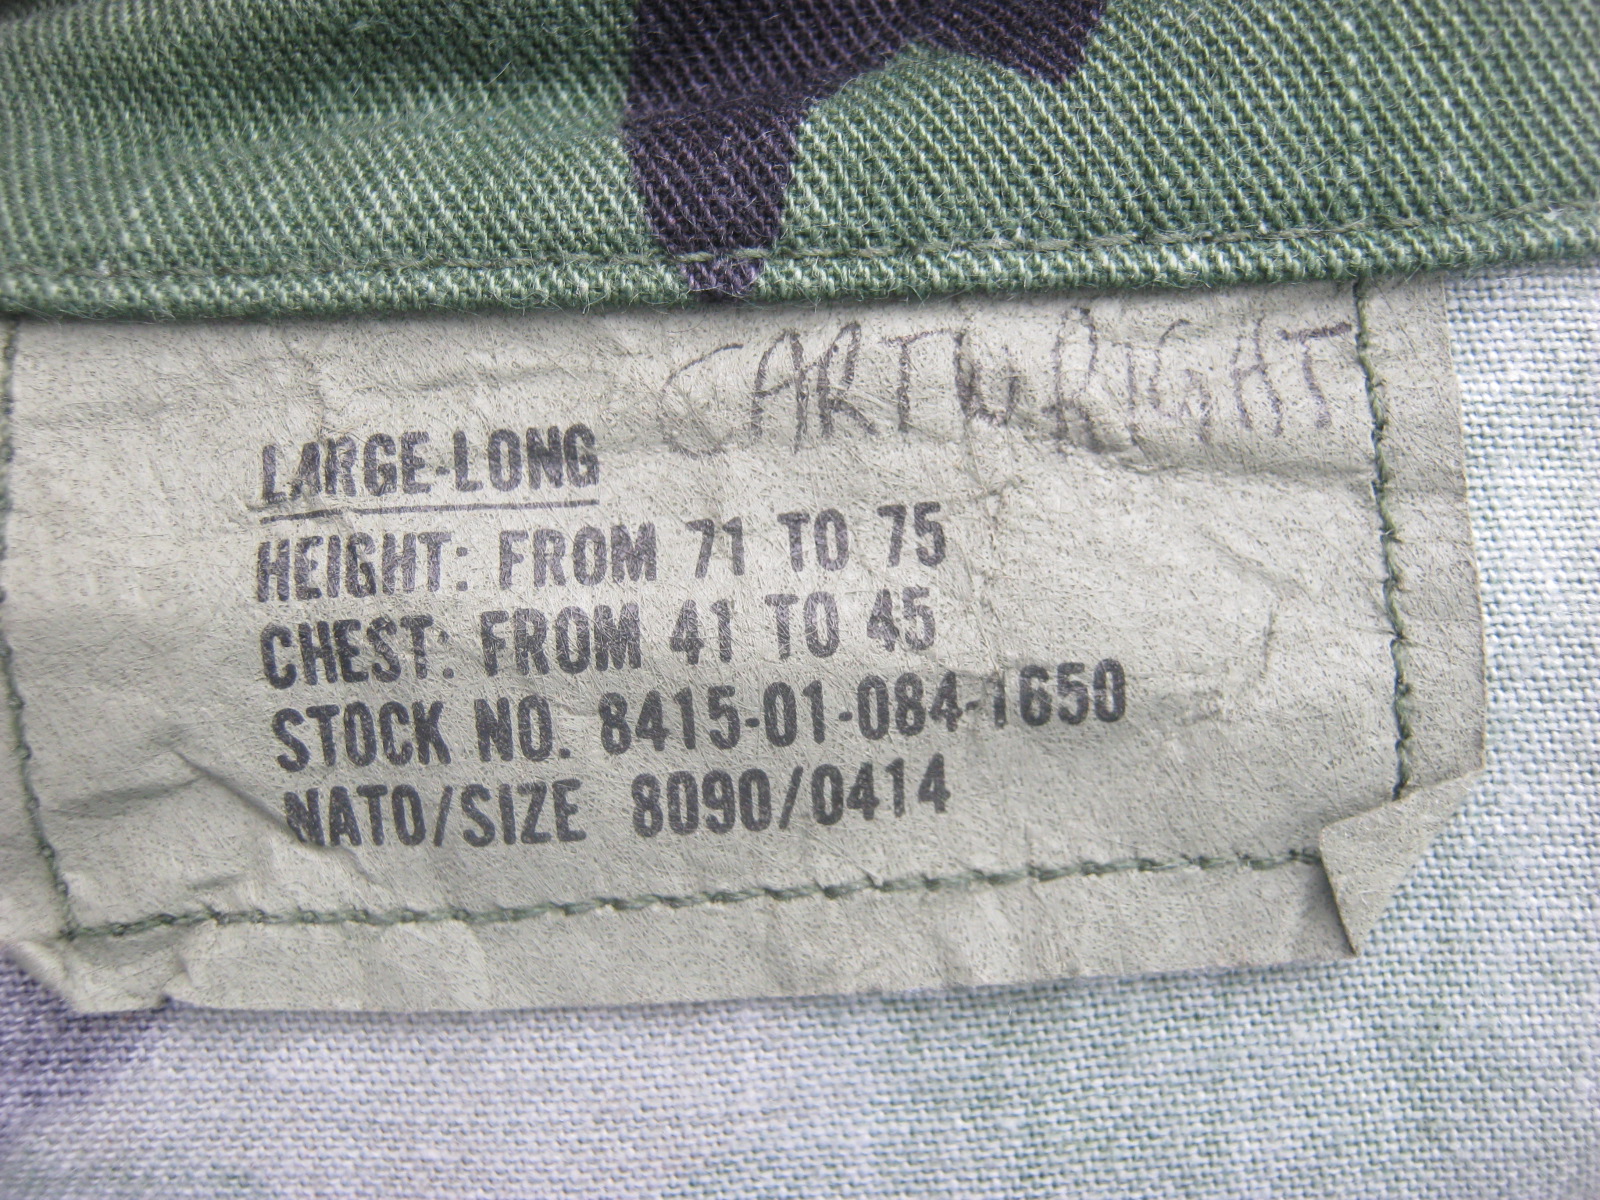 CARTWRIGHT
LARGE-LONG
HEIGHT: FROM 71 TO 75
CHEST: FROM 41 TO 45
STOCK NO. 8415-01-084-1650
NATO/SIZE 8090/0414